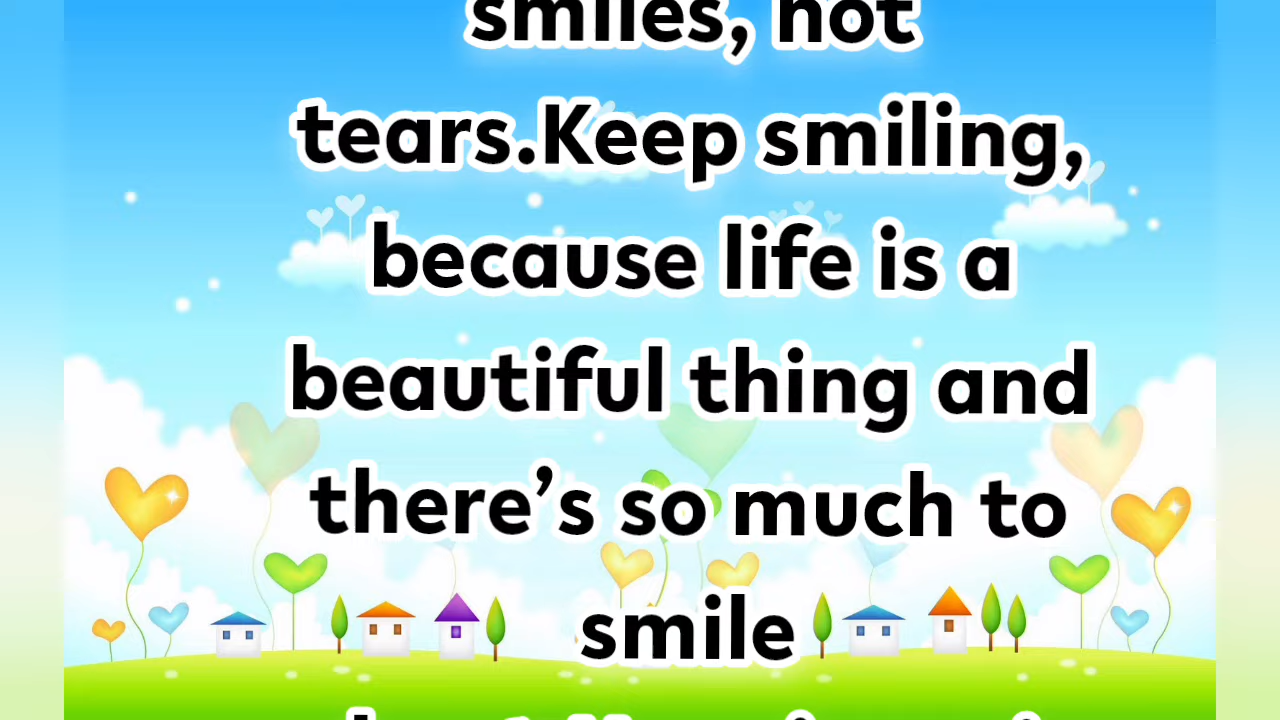 smiles, not
tears.Keep smiling,
because life is a
beautiful thing and
there’s so much to
smile